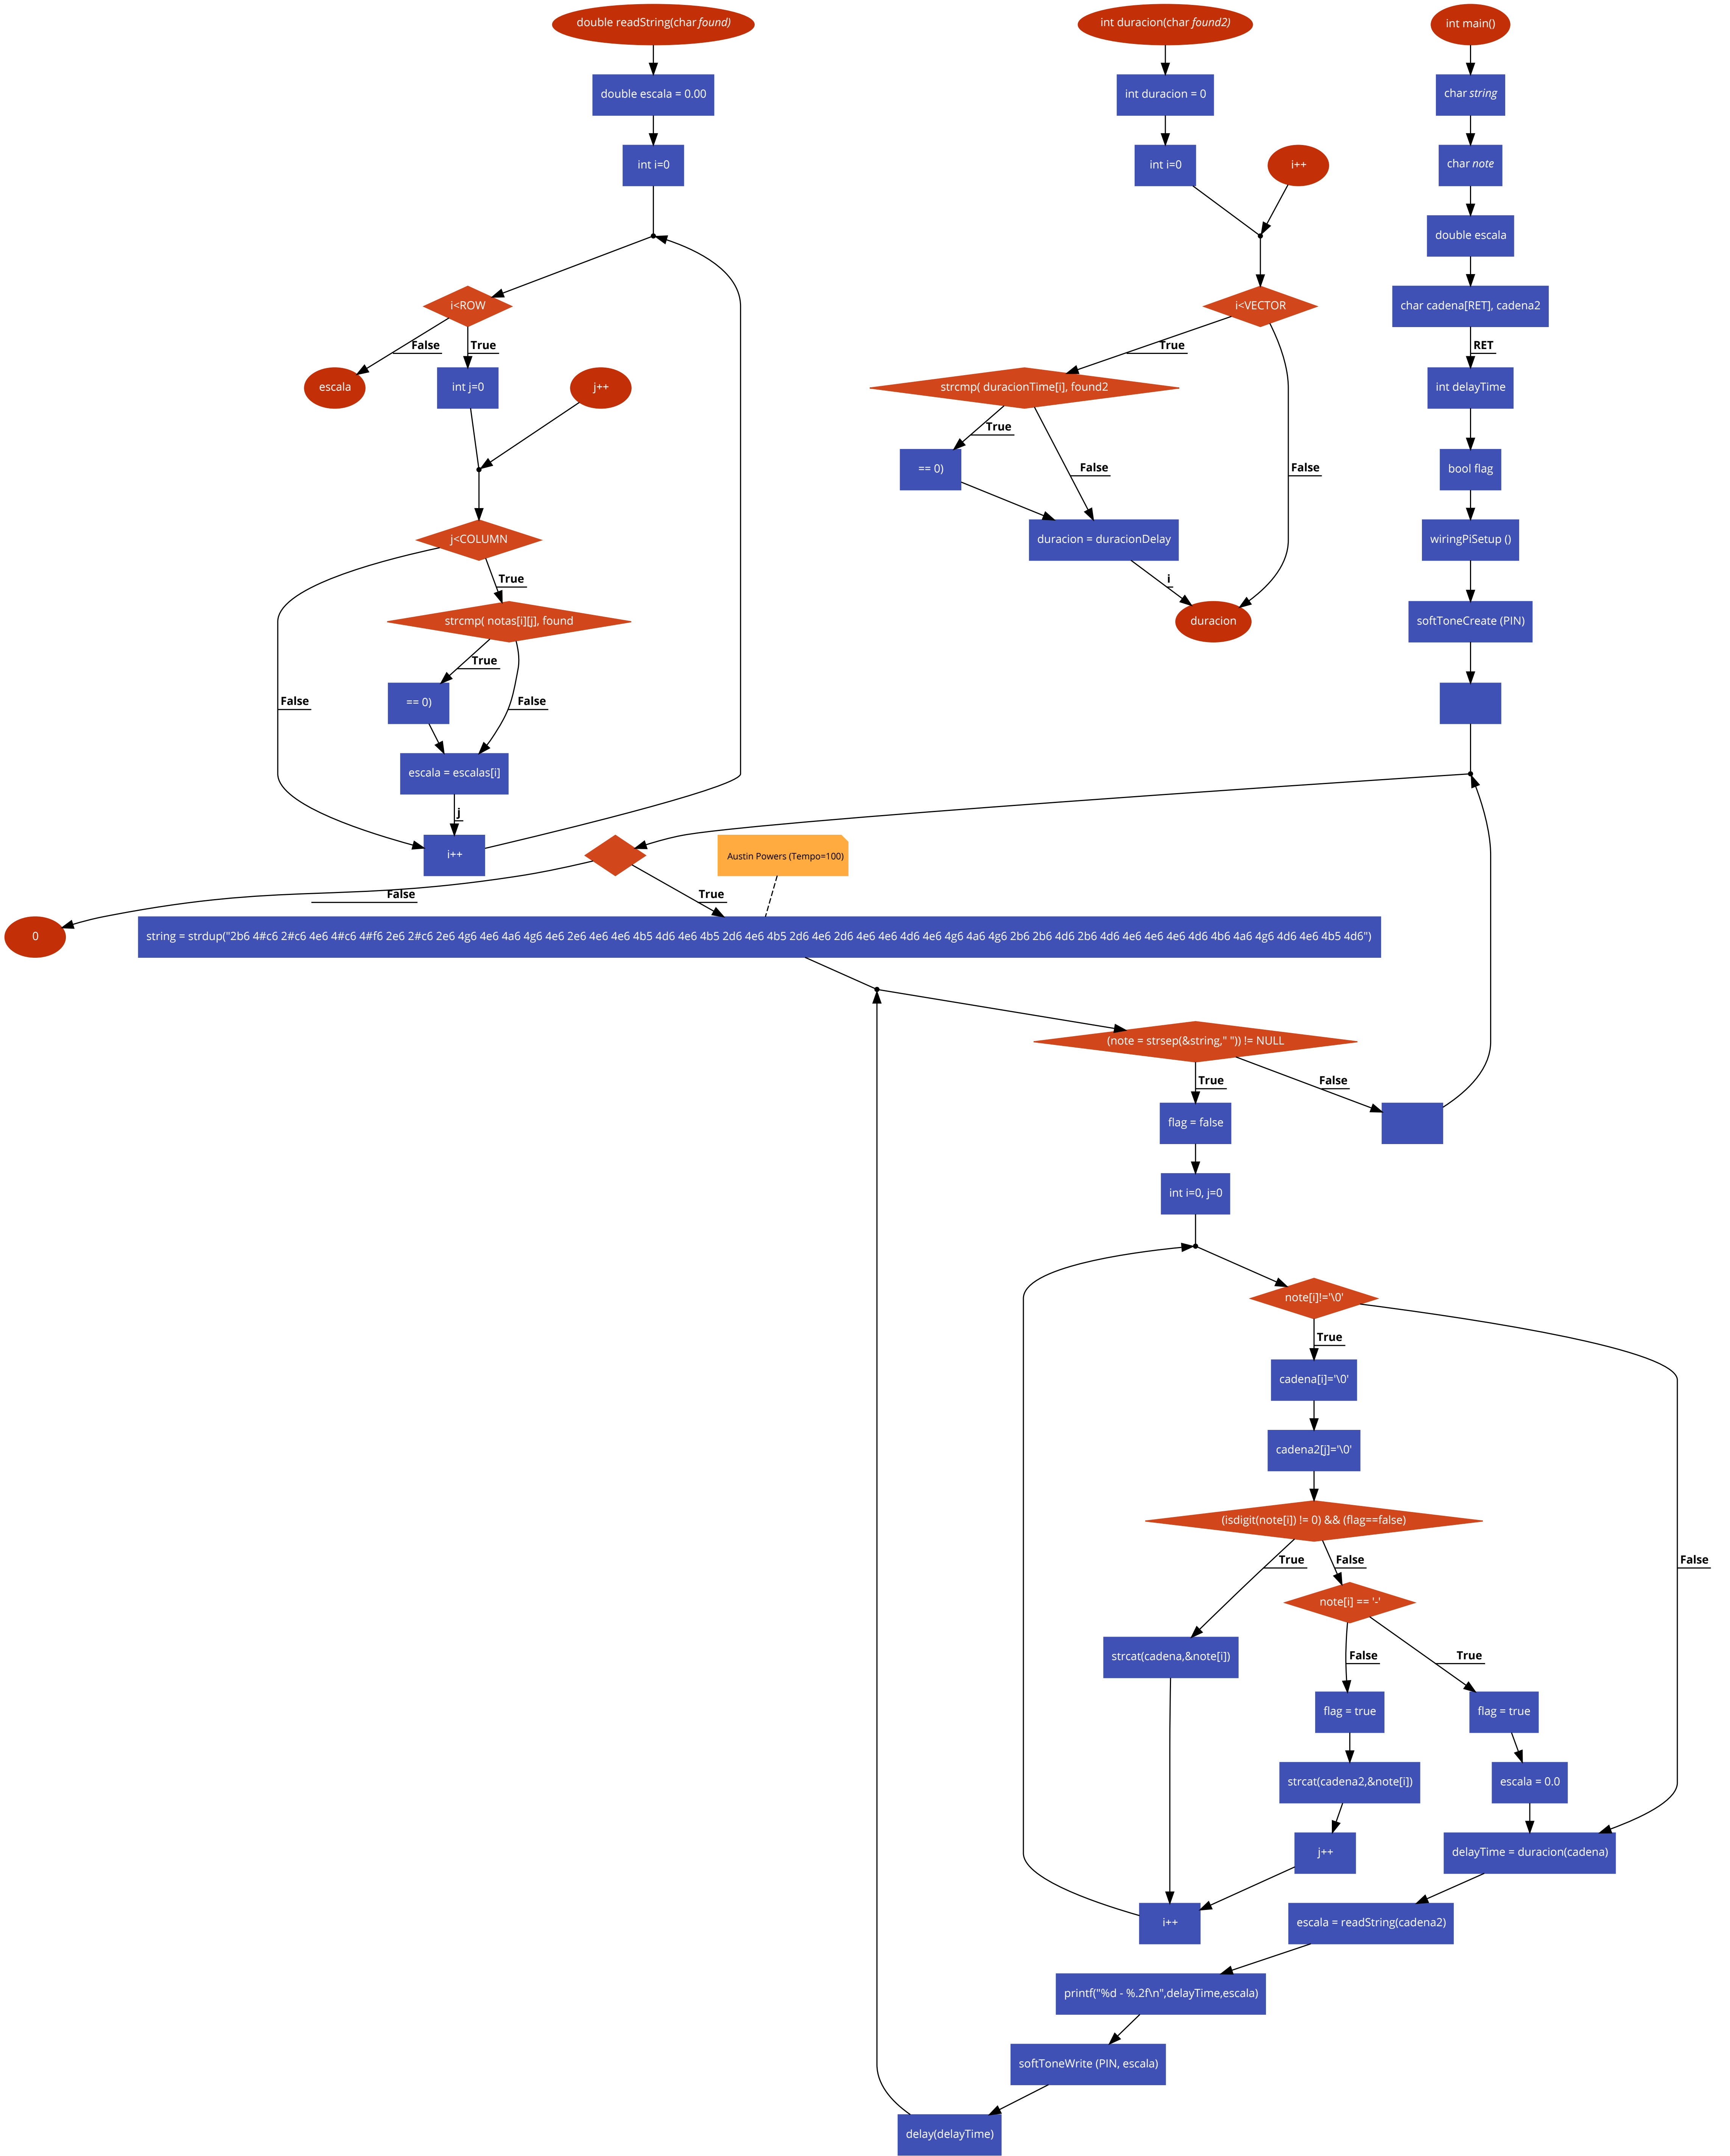 double readString(char found)
double escala = 0.00
int i=0
i<ROW
False
True
escala
int j=0
j++
j<COLUMN
True
strcmp( notas[i][j], found
True
False
False
== 0)
escala = escalas[i]
j
i++
int duracion(char found2)
int duracion = 0
int i=0
i++
i<VECTOR
True
strcmp( duracionTime[i], found2
True
False
False
== 0)
duracion = duracionDelay
i
duracion
int main()
char string
char note
double escala
char cadena[RET], cadena2
RET
int delayTime
bool flag
wiringPiSetup ()
softToneCreate (PIN)
Austin Powers (Tempo=100)
False
True
0
string = strdup("2b6 4#c6 2#c6 4e6 4#c6 4#f6 2e6 2#c6 2e6 4g6 4e6 4a6 4g6 4e6 2e6 4e6 4e6 4b5 4d6 4e6 4b5 2d6 4e6 4b5 2d6 4e6 2d6 4e6 4e6 4d6 4e6 4g6 4a6 4g6 2b6 2b6 4d6 2b6 4d6 4e6 4e6 4e6 4d6 4b6 4a6 4g6 4d6 4e6 4b5 4d6")
(note = strsep(&string," ")) != NULL
True
False
flag = false
int i=0, j=0
note[i]!='\0'
True
cadena[i]='\0'
cadena2[j]='\0'
(isdigit(note[i]) != 0) && (flag==false)
True
False
False
note[i] == '-'
strcat(cadena,&note[i])
False
True
flag = true
flag = true
strcat(cadena2,&note[i])
escala = 0.0
j++
delayTime = duracion(cadena)
i++
escala = readString(cadena2)
printf("%d - %.2f\n",delayTime,escala)
softToneWrite (PIN, escala)
delay(delayTime)